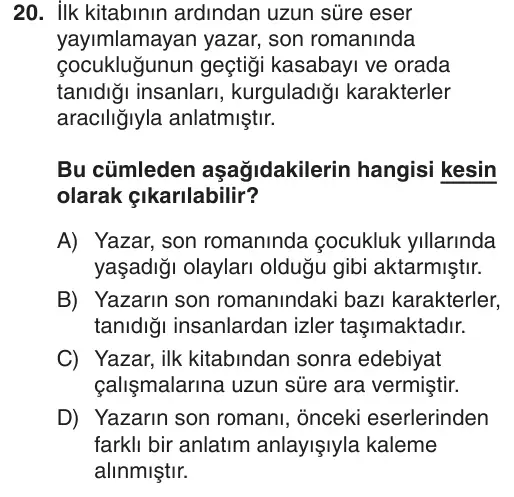 20. İlk kitabının ardından uzun süre eser
yayımlamayan yazar, son romanında
çocukluğunun geçtiği kasabayı ve orada
tanıdığı insanları, kurguladığı karakterler
aracılığıyla anlatmıştır.
Bu cümleden aşağıdakilerin hangisi kesin
olarak çıkarılabilir?
A) Yazar, son romanında çocukluk yıllarında
yaşadığı olayları olduğu gibi aktarmıştır.
B) Yazarın son romanındaki bazı karakterler,
tanıdığı insanlardan izler taşımaktadır.
C) Yazar, ilk kitabından sonra edebiyat
çalışmalarına uzun süre ara vermiştir.
D) Yazarın son romanı, önceki eserlerinden
farklı bir anlatım anlayışıyla kaleme
alınmıştır.